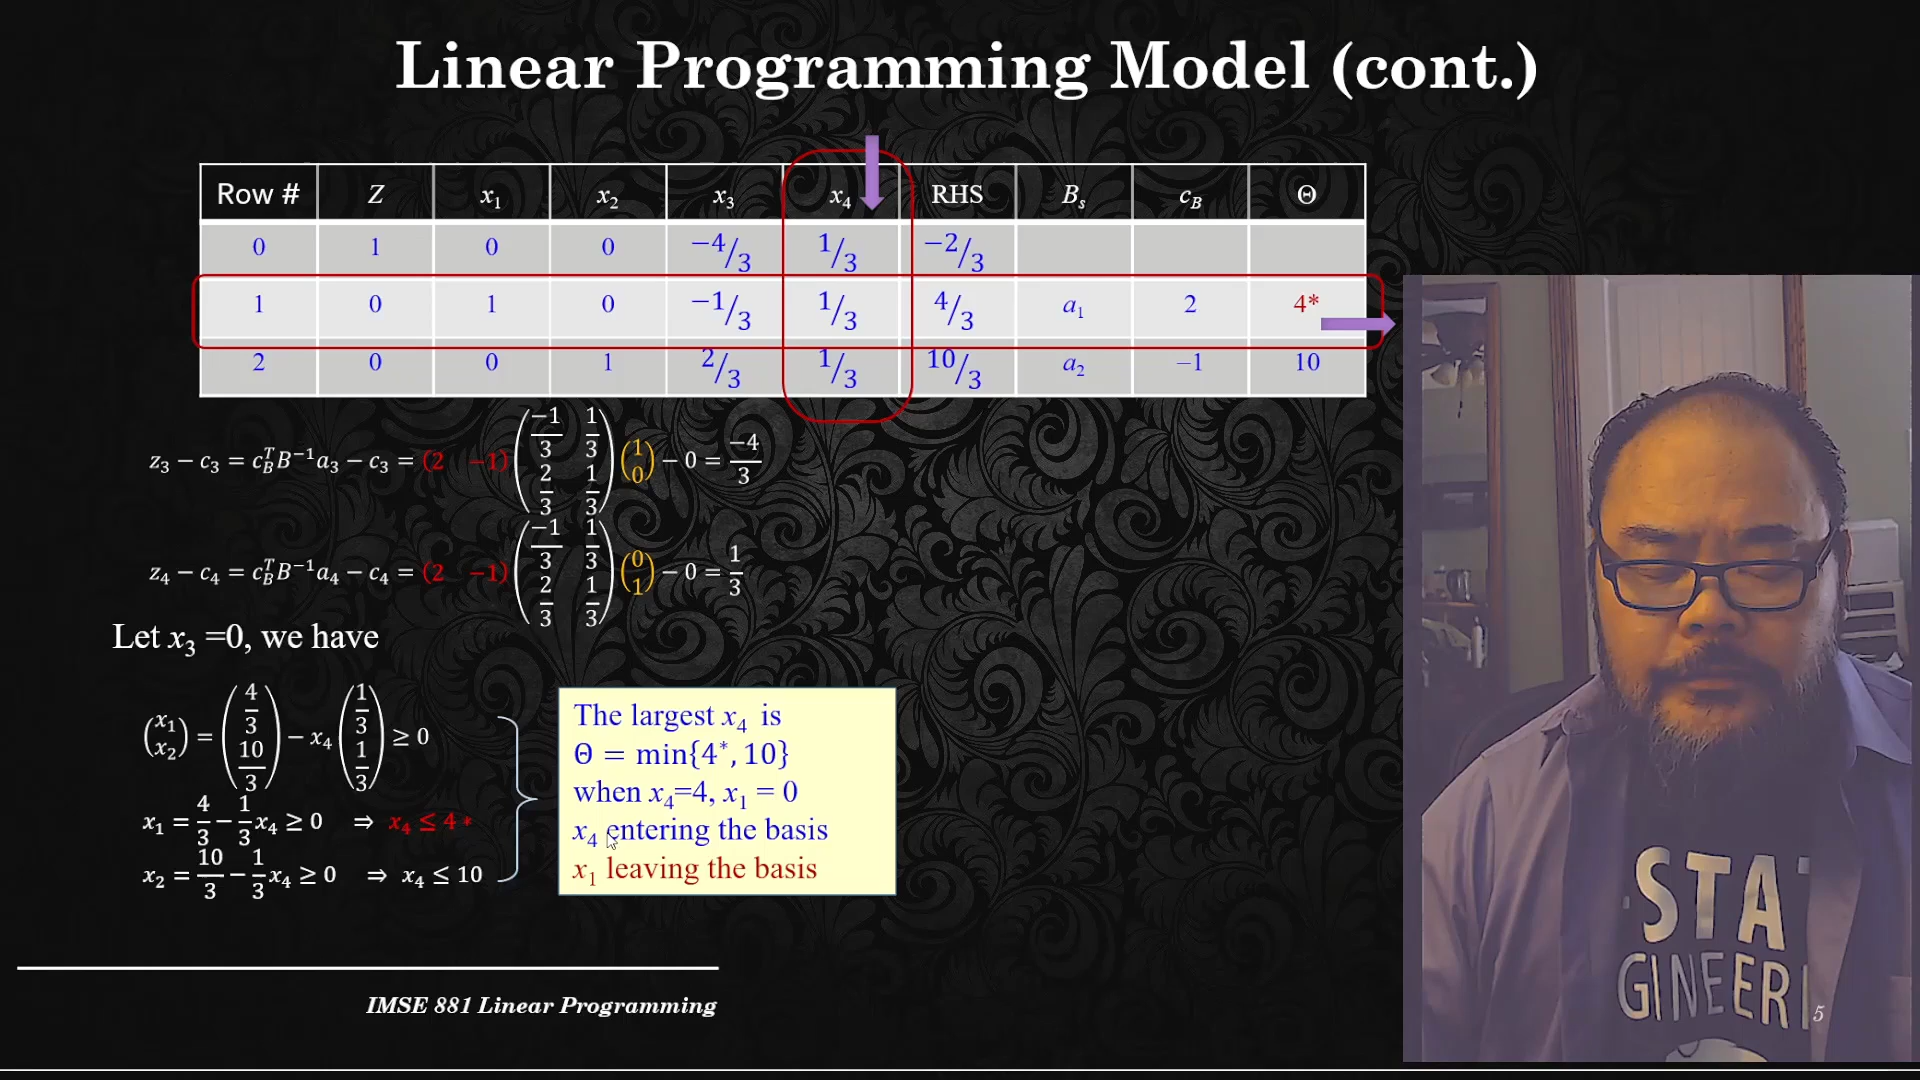 Linear Programming Model (cont.)
Row # Z x₁ x₂ x₃ x₄ RHS Bₛ c_B Θ
0 1 0 0 −4/3 1/3 −2/3
1 0 1 0 −1/3 1/3 4/3 a₁ 2 4*
2 0 0 1 2/3 1/3 10/3 a₂ −1 10
z₃ − c₃ = c_B^T B⁻¹a₃ − c₃ = (2 −1) (−1/3 1/3 2/3 1/3) (1 0) − 0 = −4/3
z₄ − c₄ = c_B^T B⁻¹a₄ − c₄ = (2 −1) (−1/3 1/3 2/3 1/3) (0 1) − 0 = 1/3
Let x₃ =0, we have
(x₁ x₂) = (4/3 10/3) − x₄ (1/3 1/3) ≥ 0
x₁ = 4/3 − 1/3 x₄ ≥ 0 ⇒ x₄ ≤ 4 *
x₂ = 10/3 − 1/3 x₄ ≥ 0 ⇒ x₄ ≤ 10
The largest x₄ is
Θ = min{4*, 10}
when x₄=4, x₁ = 0
x₄ entering the basis
x₁ leaving the basis
STAT
GINEERI
IMSE 881 Linear Programming
5